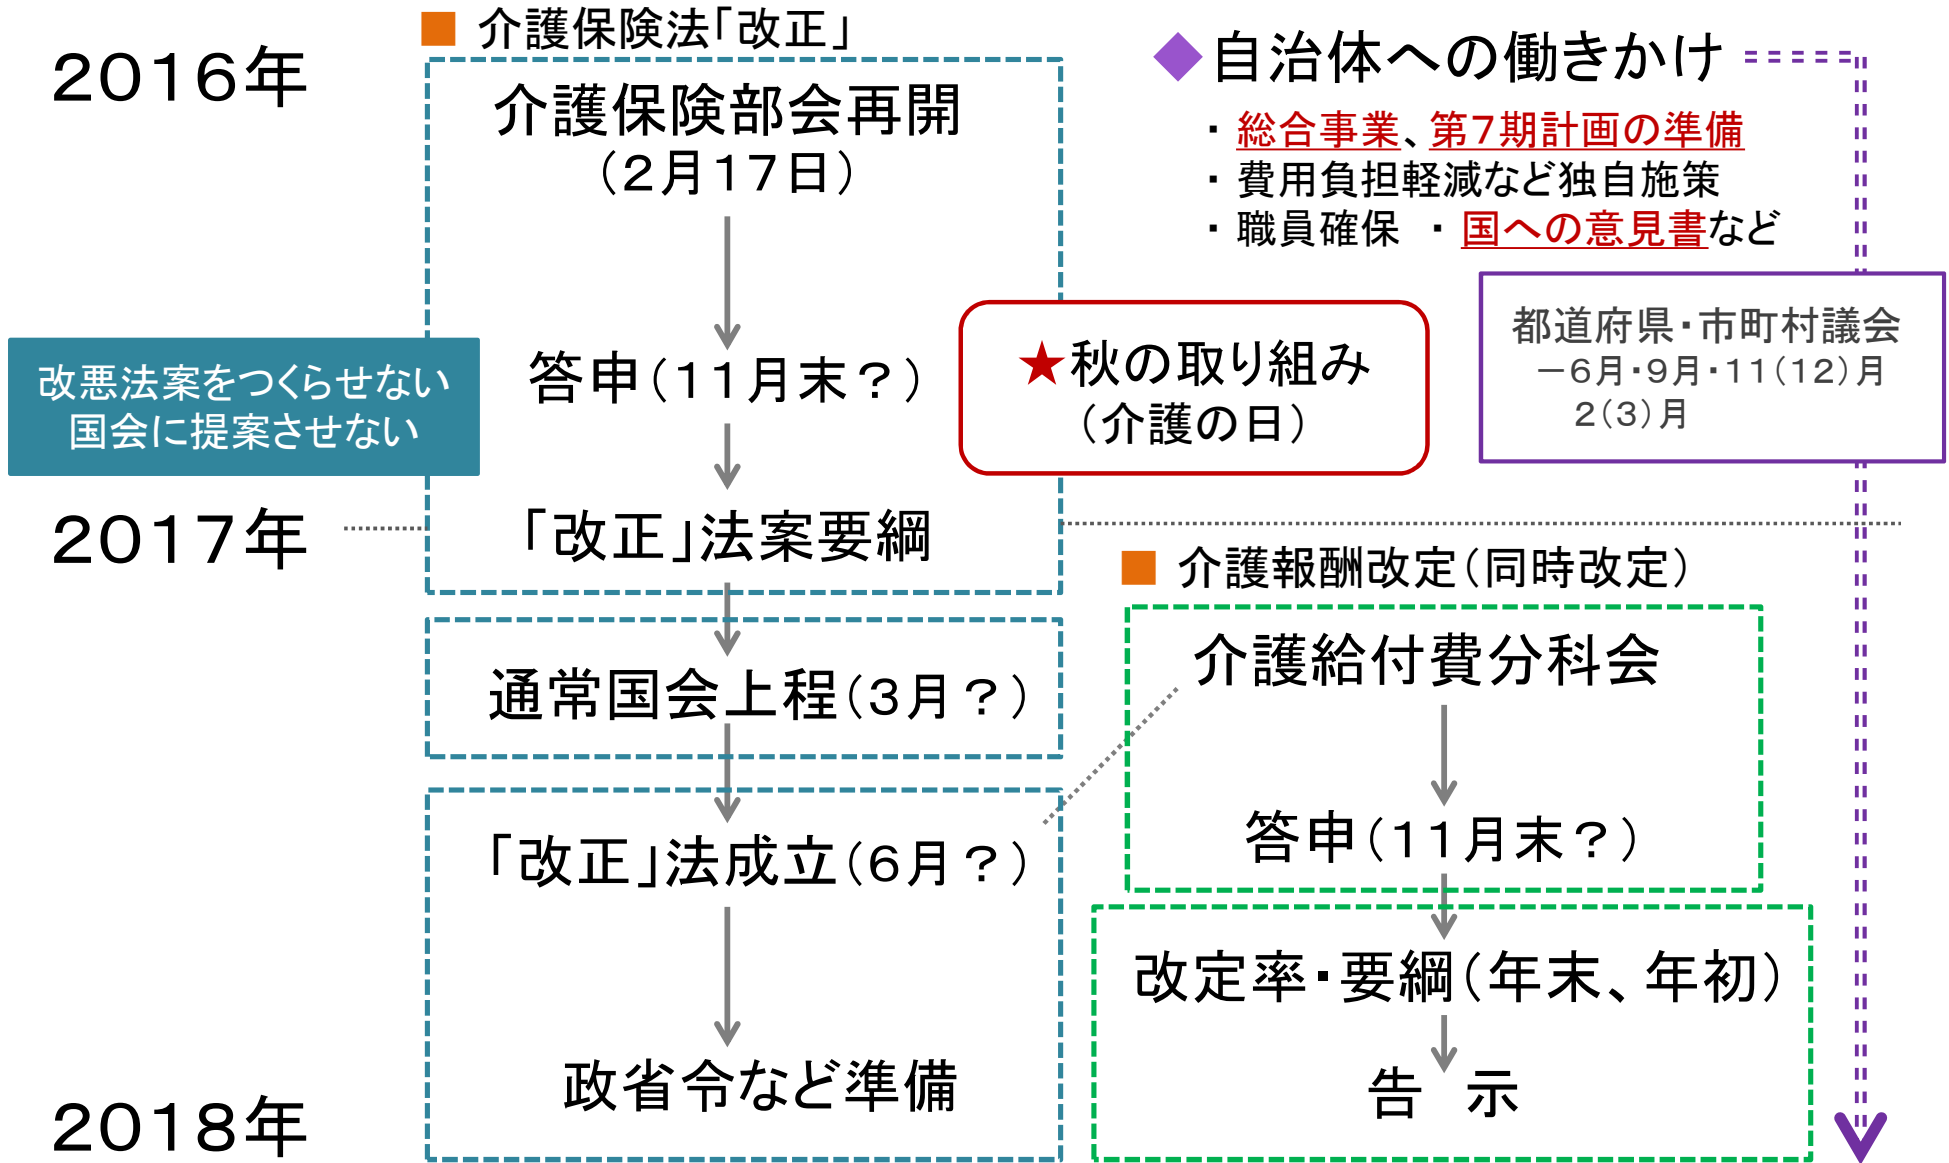 2016年
■ 介護保険法「改正」
介護保険部会再開
（2月17日）
答申（11月末？）
「改正」法案要綱
改悪法案をつくらせない
国会に提案させない
◆自治体への働きかけ
・ 総合事業、第7期計画の準備
・ 費用負担軽減など独自施策
・ 職員確保 ・ 国への意見書など
都道府県・市町村議会
－6月・9月・11（12）月
2（3）月
★秋の取り組み
（介護の日）
2017年
通常国会上程（3月？）
「改正」法成立（6月？）
政省令など準備
■ 介護報酬改定（同時改定）
介護給付費分科会
答申（11月末？）
改定率・要綱（年末、年初）
告　示
2018年